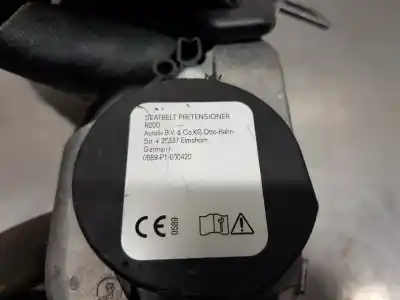 SEATBELT PRETENSIONER
R200
Autoliv B.V. & Co.KG Otto-Hahn-
Str. 4 25337 Elmshorn
Germany
0589-P1-000420
CE 0589